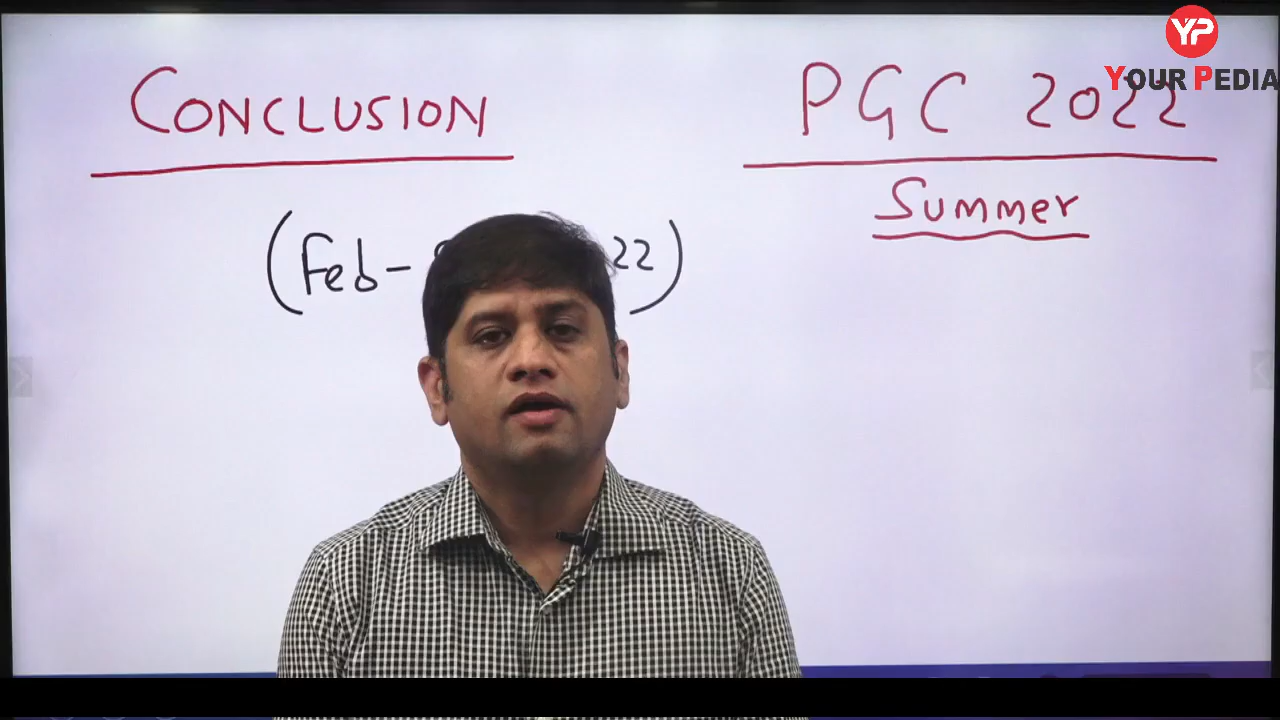 YP
YOUR PEDIA
CONCLUSION
PGC 2022
Summer
(Feb- 22)